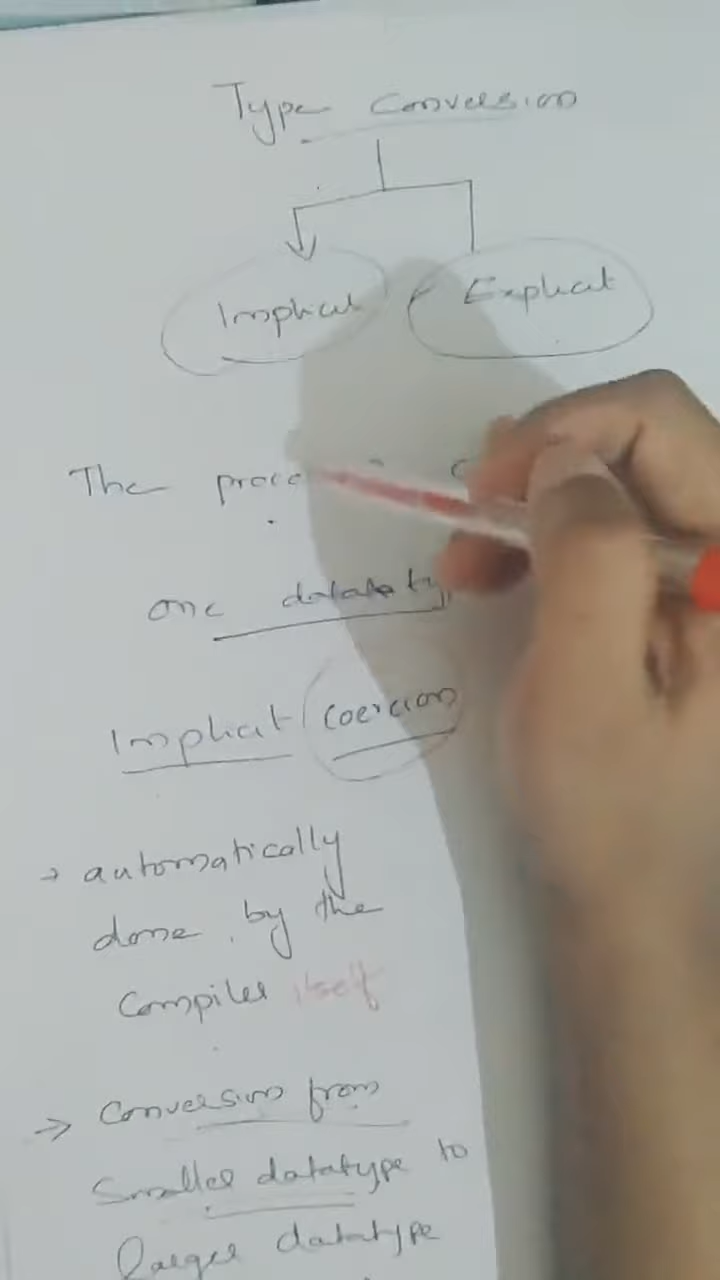 Type Conversion
Implicit Explicit
The proce
one dataty
Implicit (coercion
→ automatically
done by the
Compiler itself
→ Conversion from
Smaller datatype to
larger datatype